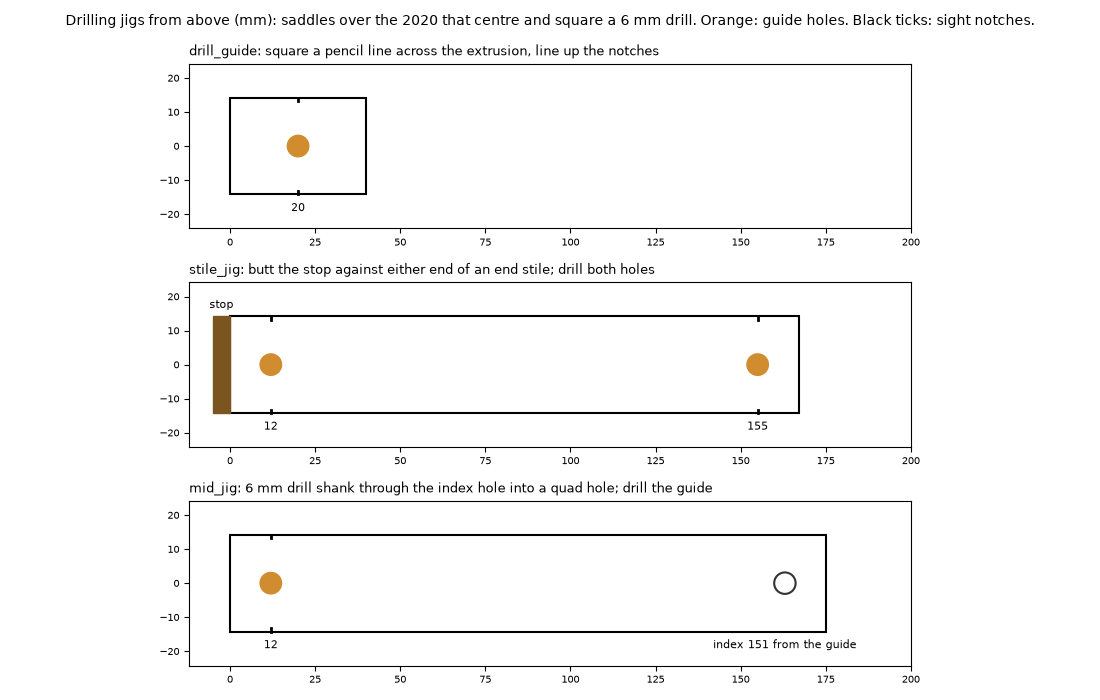 Drilling jigs from above (mm): saddles over the 2020 that centre and square a 6 mm drill. Orange: guide holes. Black ticks: sight notches.
drill_guide: square a pencil line across the extrusion, line up the notches
20
10
0
−10
−20
20
0 25 50 75 100 125 150 175 200
stile_jig: butt the stop against either end of an end stile; drill both holes
stop
20
10
0
−10
−20
12 155
0 25 50 75 100 125 150 175 200
mid_jig: 6 mm drill shank through the index hole into a quad hole; drill the guide
20
10
0
−10
−20
12 index 151 from the guide
0 25 50 75 100 125 150 175 200